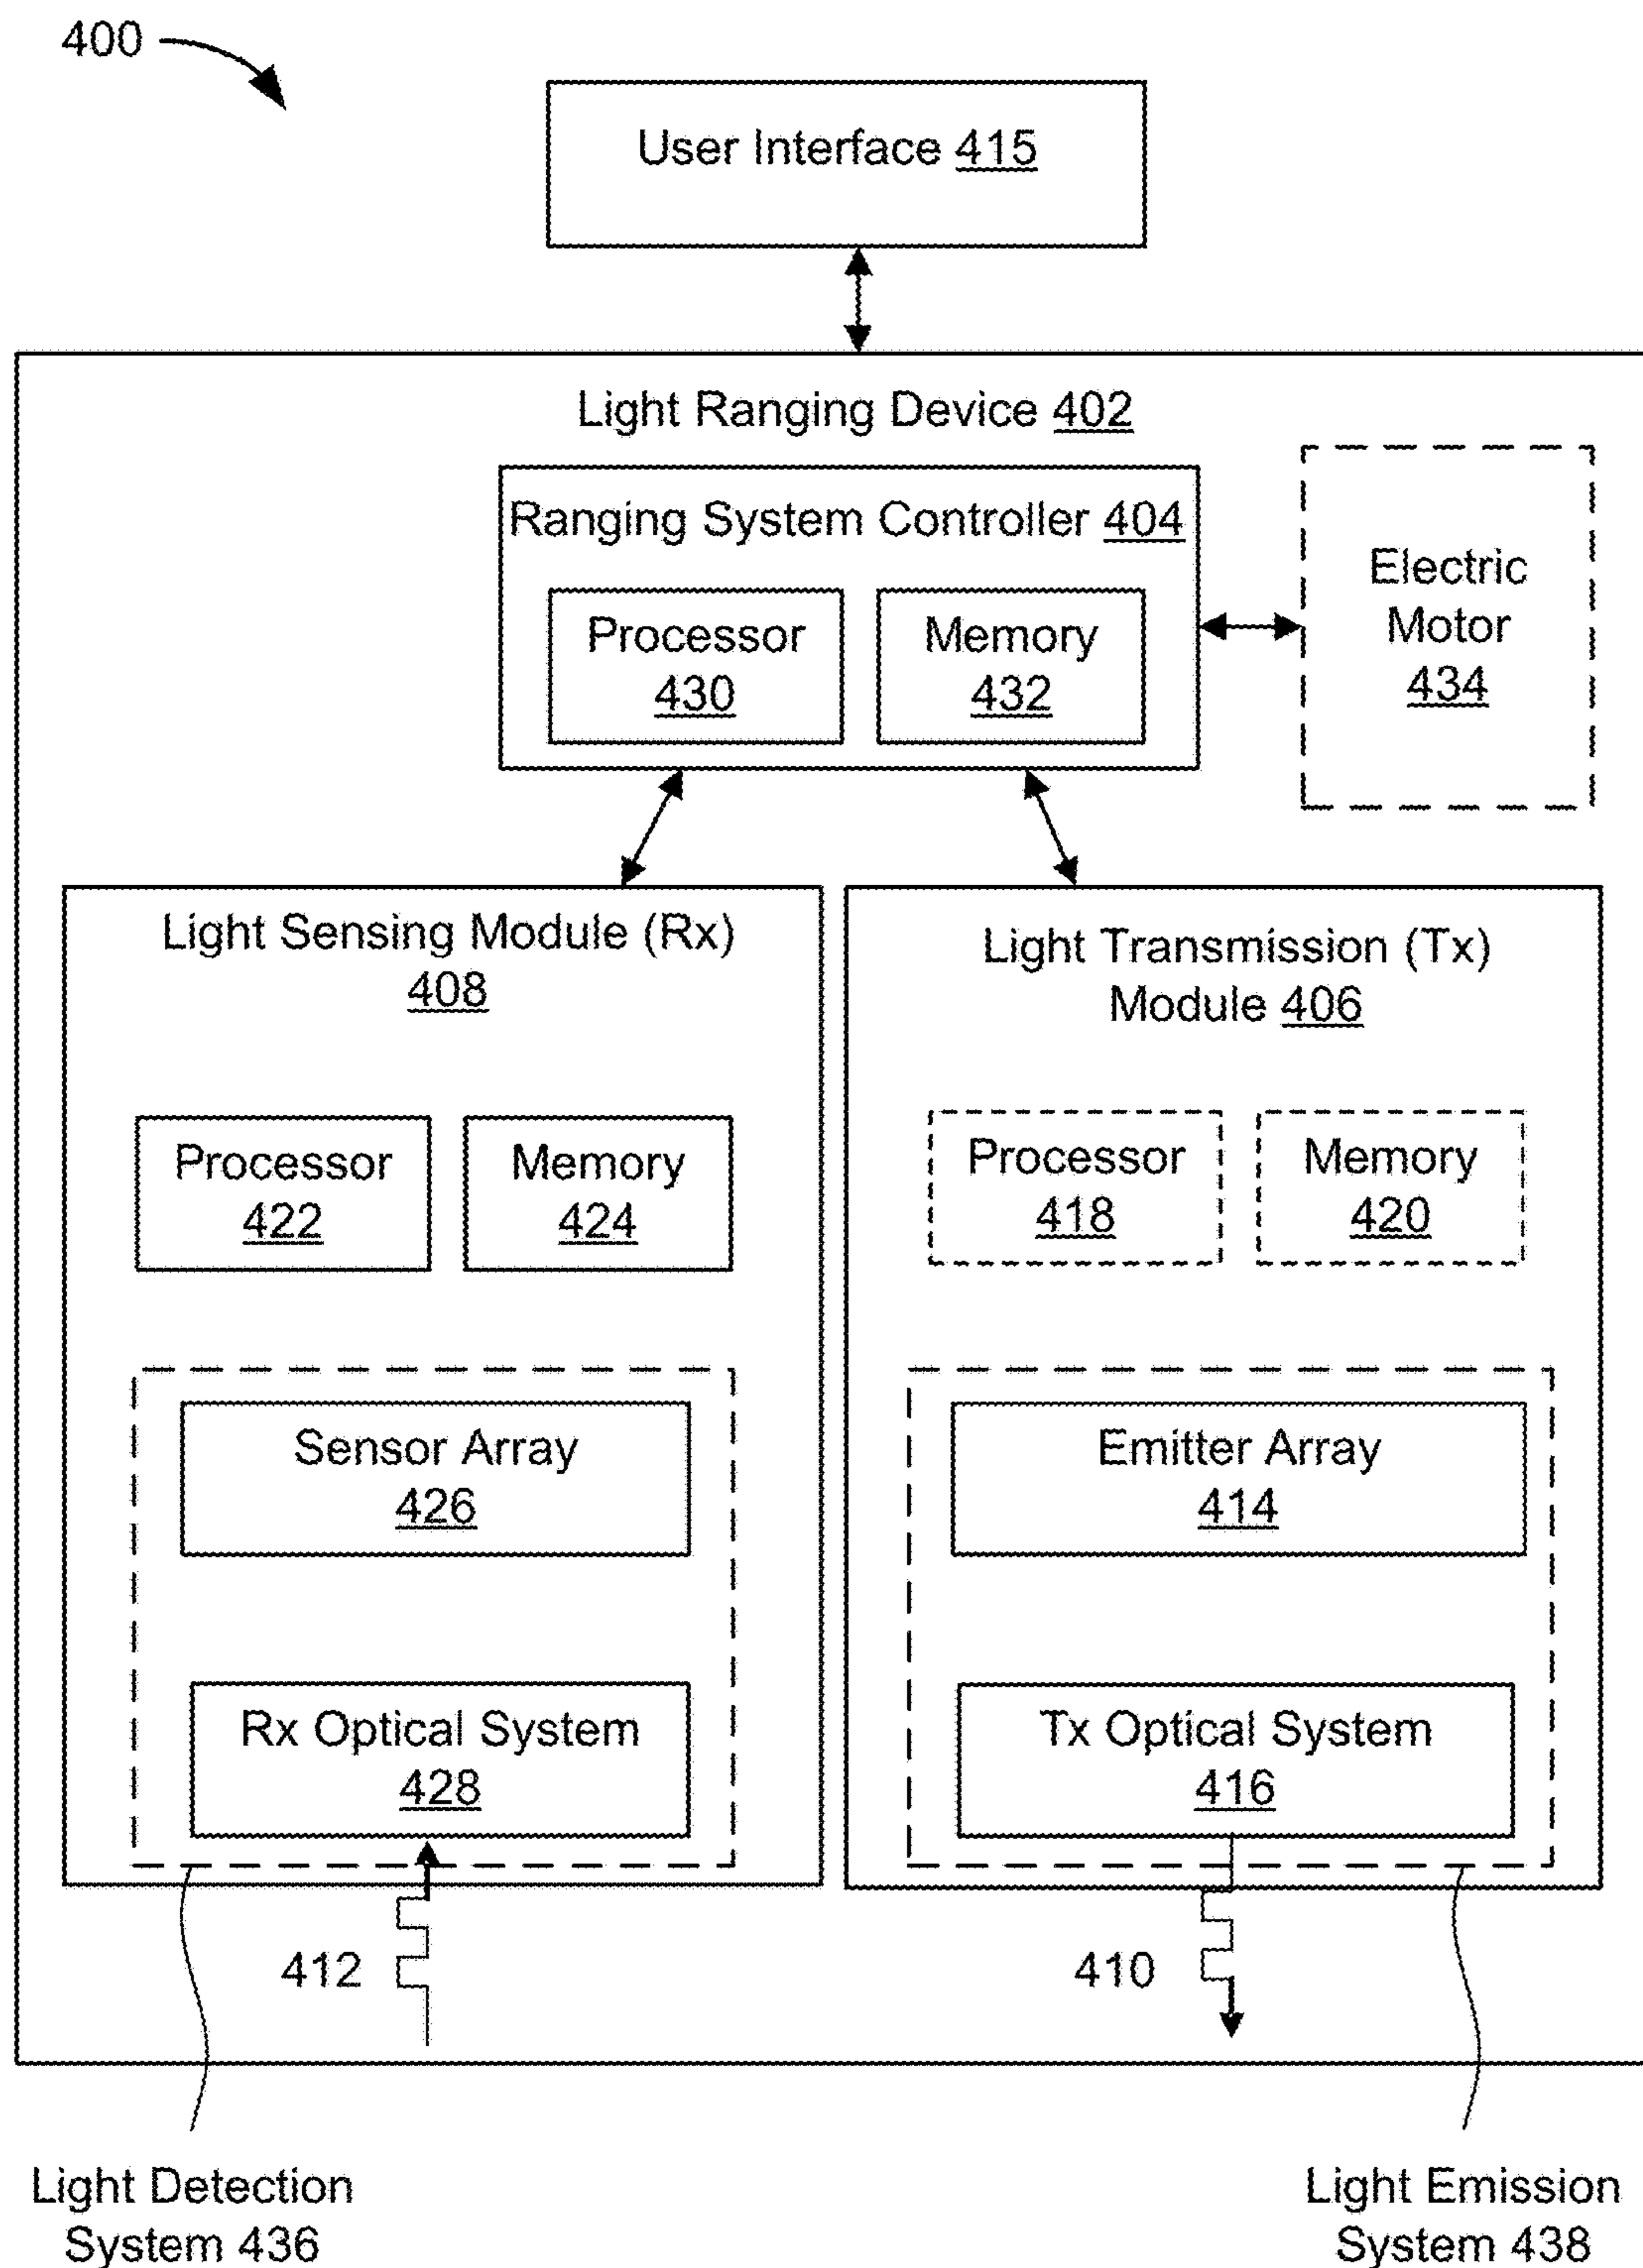 400
User Interface 415
Light Ranging Device 402
Ranging System Controller 404
Processor
430
Memory
432
Electric
Motor
434
Light Sensing Module (Rx)
408
Light Transmission (Tx)
Module 406
Processor
422
Memory
424
Processor
418
Memory
420
Sensor Array
426
Emitter Array
414
Rx Optical System
428
Tx Optical System
416
412
410
Light Detection
System 436
Light Emission
System 438